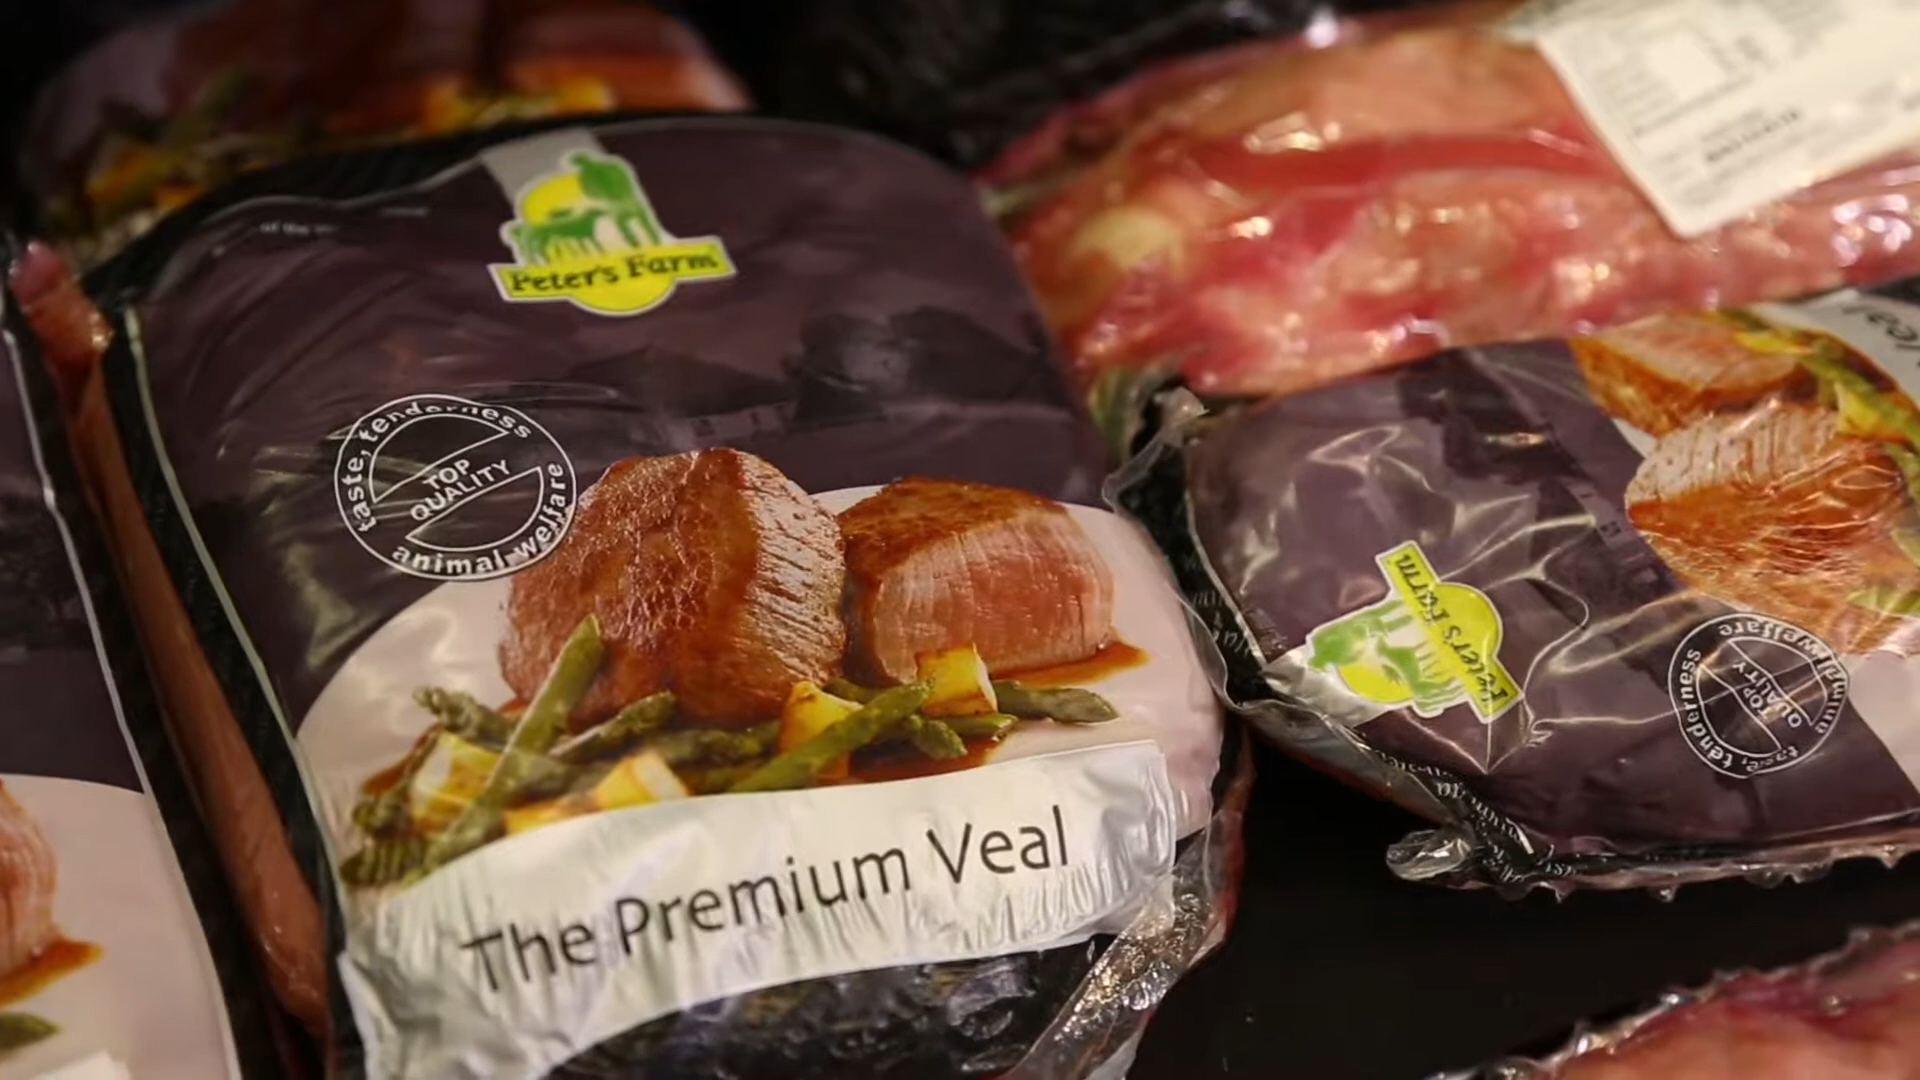 Peter's Farm
taste, tenderness
TOP
QUALITY
animal welfare
The Premium Veal
Peter's Farm
taste, tenderness
TOP
QUALITY
animal welfare